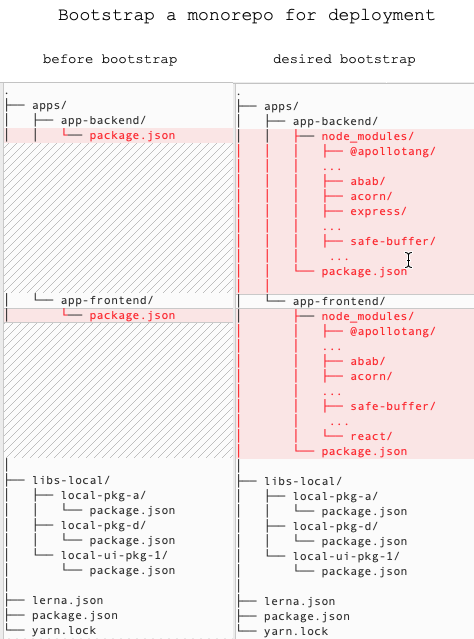 Bootstrap a monorepo for deployment
before bootstrap
.
├── apps/
│   ├── app-backend/
│   │   └── package.json
│   └── app-frontend/
│       └── package.json
│
├── libs-local/
│   ├── local-pkg-a/
│   │   └── package.json
│   ├── local-pkg-d/
│   │   └── package.json
│   └── local-ui-pkg-1/
│       └── package.json
│
├── lerna.json
├── package.json
└── yarn.lock
desired bootstrap
.
├── apps/
│   ├── app-backend/
│   │   ├── node_modules/
│   │   │   ├── @apollotang/
│   │   │   ...
│   │   │   ├── abab/
│   │   │   ├── acorn/
│   │   │   ├── express/
│   │   │   ...
│   │   │   ├── safe-buffer/
│   │   │    ...
│   │   └── package.json
│   │
│   └── app-frontend/
│       ├── node_modules/
│       │   ├── @apollotang/
│       │   ...
│       │   ├── abab/
│       │   ├── acorn/
│       │   ...
│       │   ├── safe-buffer/
│       │    ...
│       │   └── react/
│       └── package.json
│
├── libs-local/
│   ├── local-pkg-a/
│   │   └── package.json
│   ├── local-pkg-d/
│   │   └── package.json
│   └── local-ui-pkg-1/
│       └── package.json
│
├── lerna.json
├── package.json
└── yarn.lock